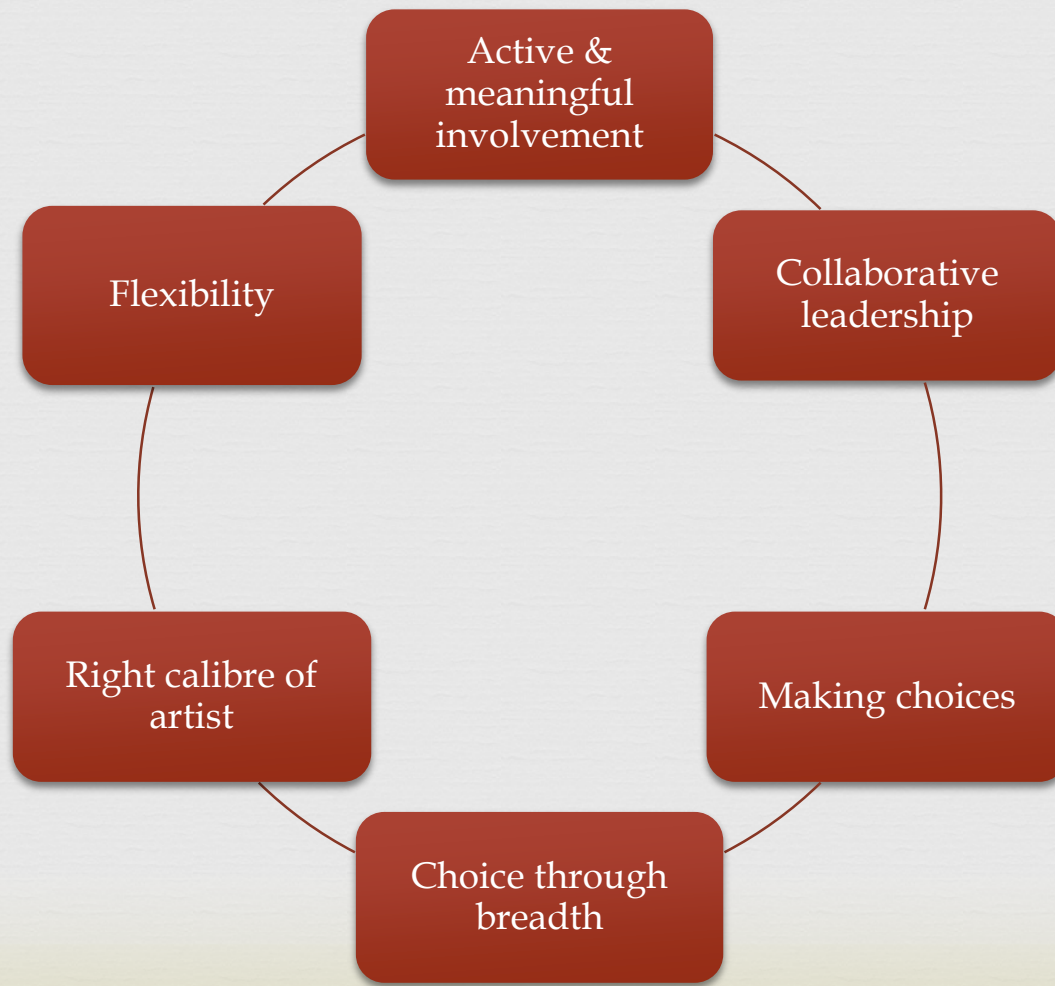 Active &
meaningful
involvement
Collaborative
leadership
Making choices
Choice through
breadth
Right calibre of
artist
Flexibility